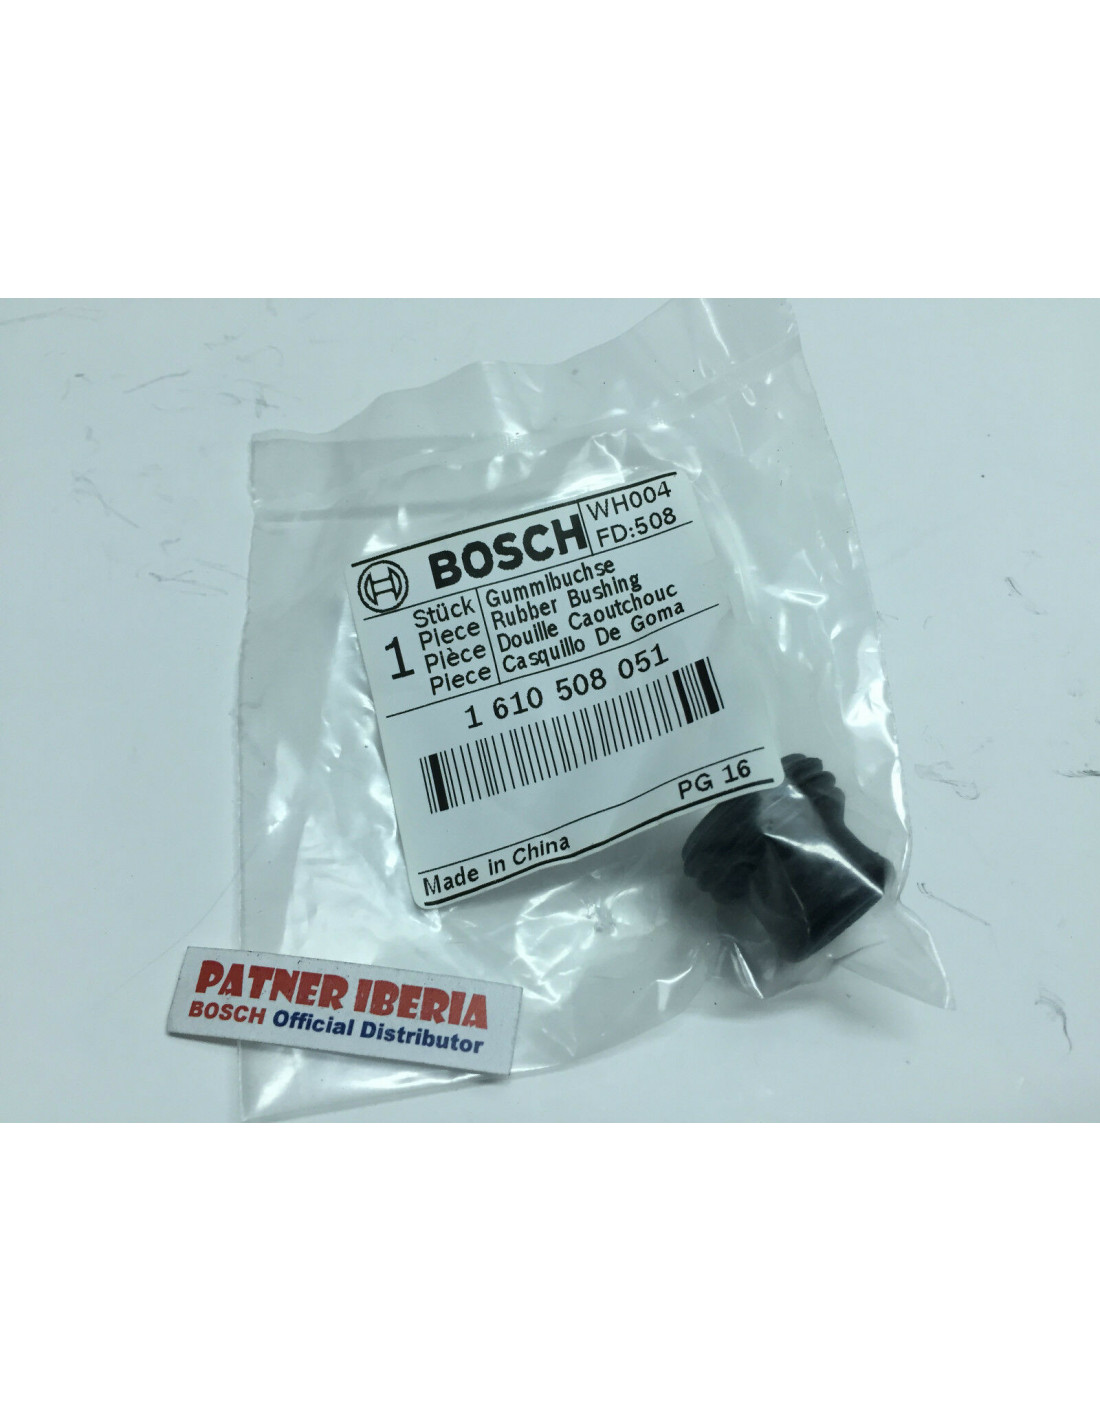 BOSCH
WH004
FD:508
1
Stück
Piece
Pièce
Piece
Gummibuchse
Rubber Bushing
Douille Caoutchouc
Casquillo De Goma
1 610 508 051
PG 16
Made in China
PATNER IBERIA
BOSCH Official Distributor